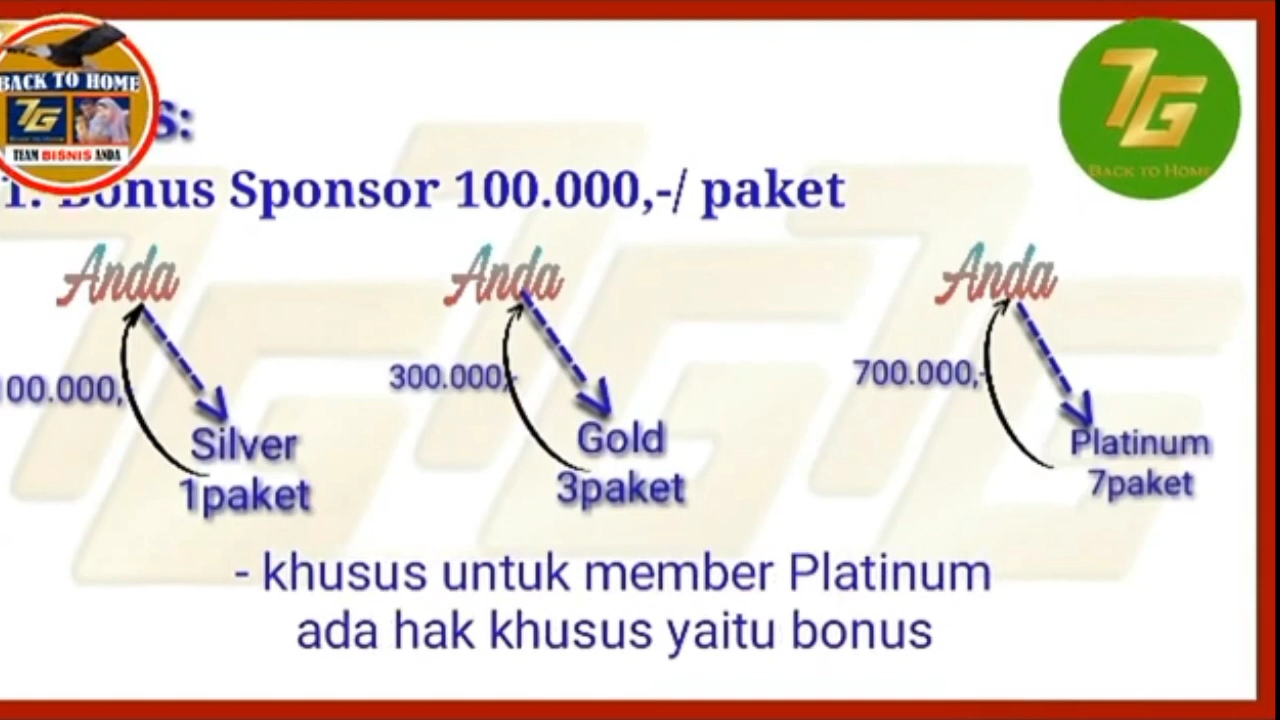 BACK TO HOME
7G
TEAM BISNIS ANDA
7G
BACK TO HOME
1. Bonus Sponsor 100.000,-/ paket
Anda
Anda
Anda
100.000,
300.000,-
700.000,-
Silver
1paket
Gold
3paket
Platinum
7paket
- khusus untuk member Platinum
ada hak khusus yaitu bonus